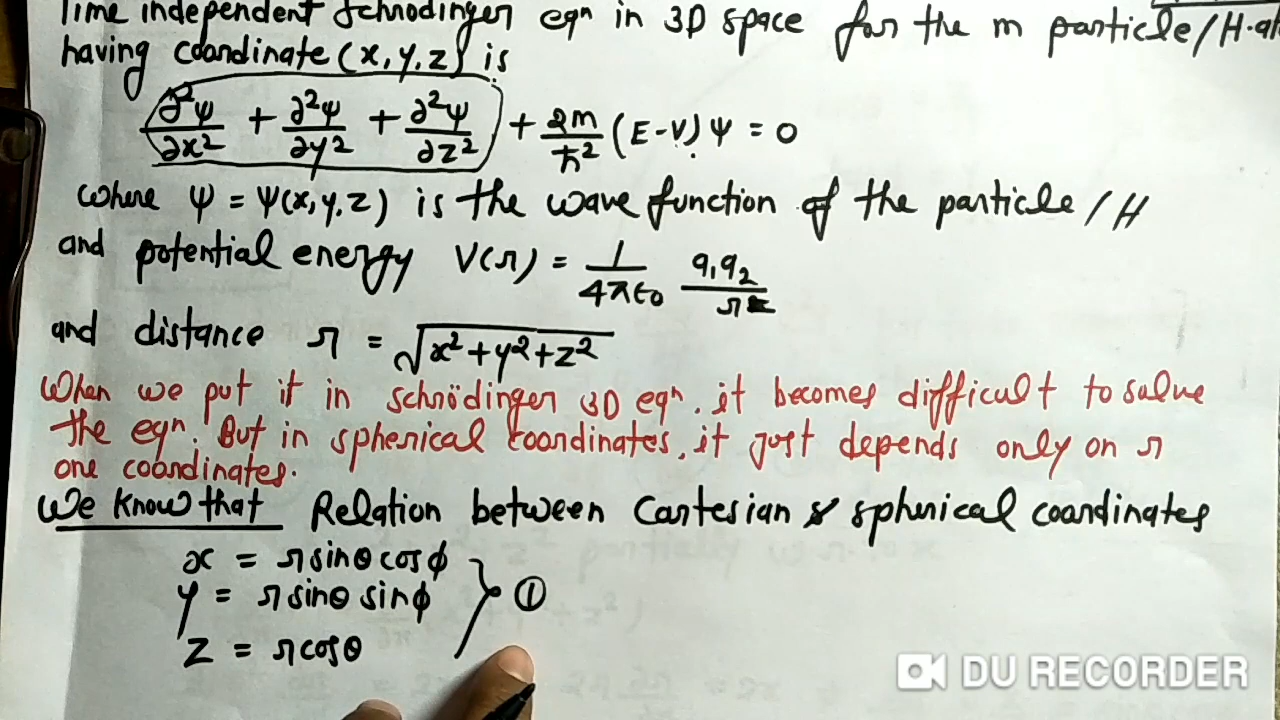 Time independent Schrodinger eqn in 3D space for the m particle/H-
having coordinate (x,y,z) is
∂²ψ/∂x² + ∂²ψ/∂y² + ∂²ψ/∂z² + 2m/ħ² (E-V)ψ = 0
where ψ = ψ(x,y,z) is the wave function of the particle/H
and potential energy V(r) = 1/4πε0 q1q2/r
and distance r = √x²+y²+z²
When we put it in Schrödinger 3D eqn. it becomes difficult to solve
the eqn. But in spherical coordinates, it just depends only on r
one coordinates.
We know that Relation between Cartesian & spherical coordinates
x = r sinθ cosϕ
y = r sinθ sinϕ } ①
z = r cosθ
DU RECORDER